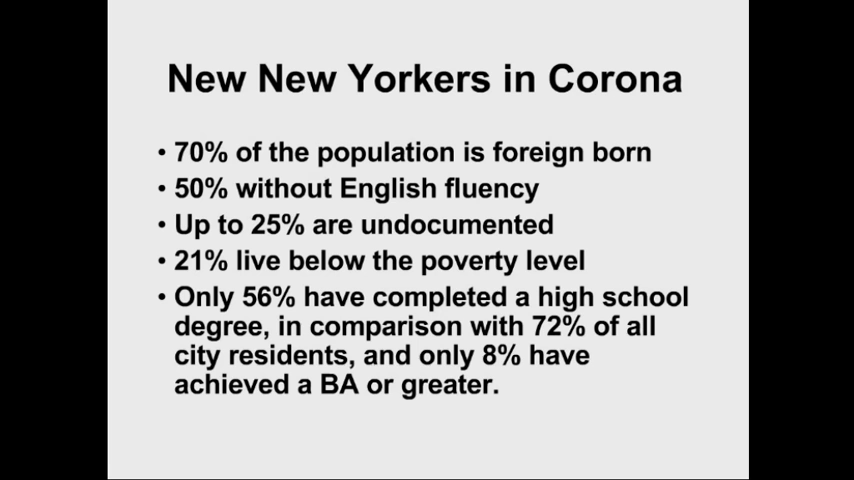 New New Yorkers in Corona
• 70% of the population is foreign born
• 50% without English fluency
• Up to 25% are undocumented
• 21% live below the poverty level
• Only 56% have completed a high school
degree, in comparison with 72% of all
city residents, and only 8% have
achieved a BA or greater.